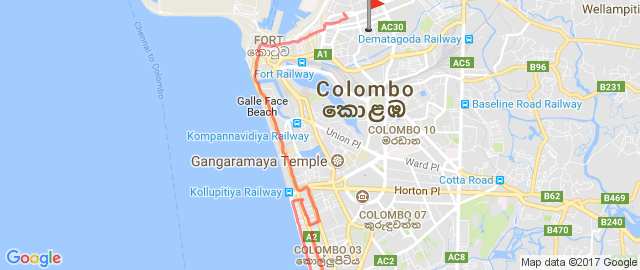 Wellampiti
AC30
Dematagoda Railway
FORT
කොටුව
A1
AC5
Fort Railway
B96
Chennai to Colombo
Colombo
කොළඹ
B231
Galle Face
Beach
Baseline Road Railway
Kompannavidiya Railway
Union Pl
COLOMBO 10
මරදාන
Gangaramaya Temple
Ward Pl
Cotta Road
Kollupitiya Railway
Horton Pl
B62
B469
COLOMBO 07
කුරුඳුවත්ත
B470
A2
COLOMBO 03
කොල්ලුපිටිය
AC2
B240
Google
Map data ©2017 Google